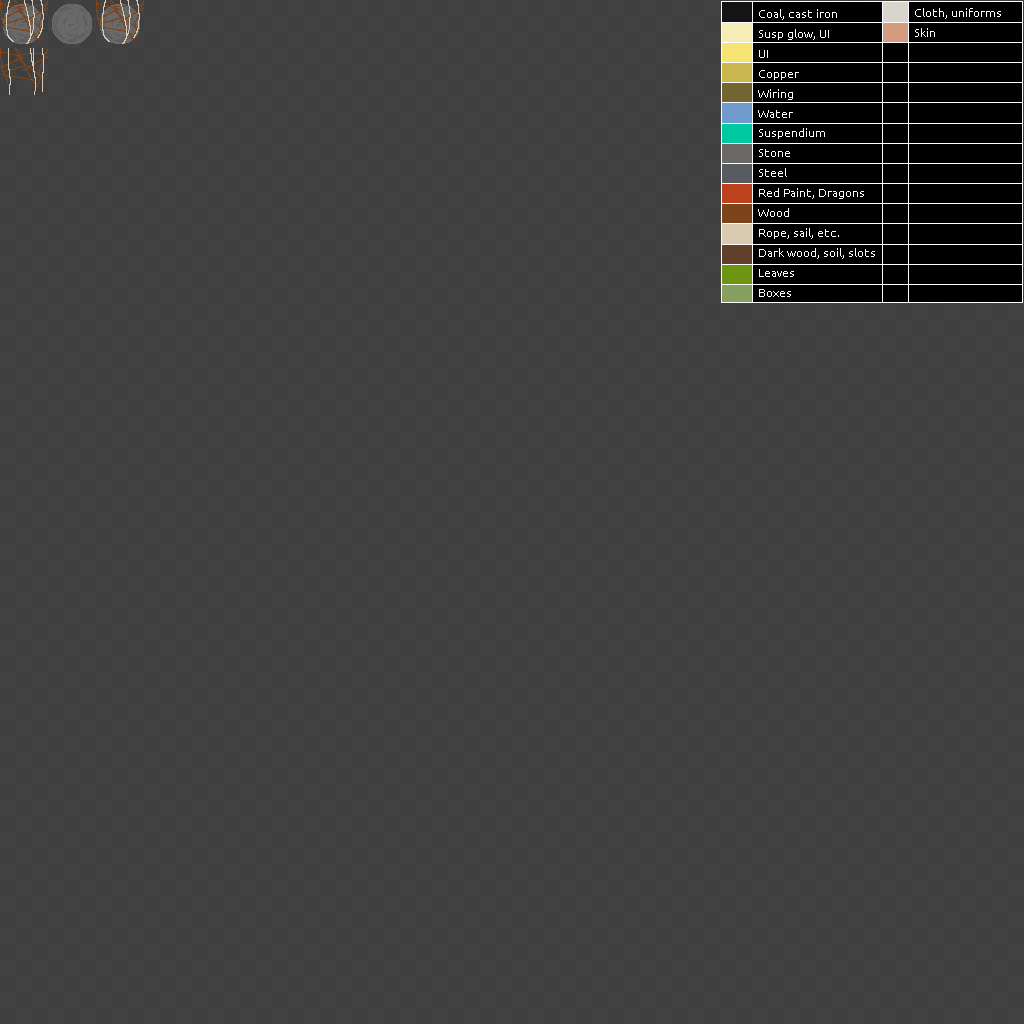 Coal, cast iron
Cloth, uniforms
Susp glow, UI
Skin
UI
Copper
Wiring
Water
Suspendium
Stone
Steel
Red Paint, Dragons
Wood
Rope, sail, etc.
Dark wood, soil, slots
Leaves
Boxes